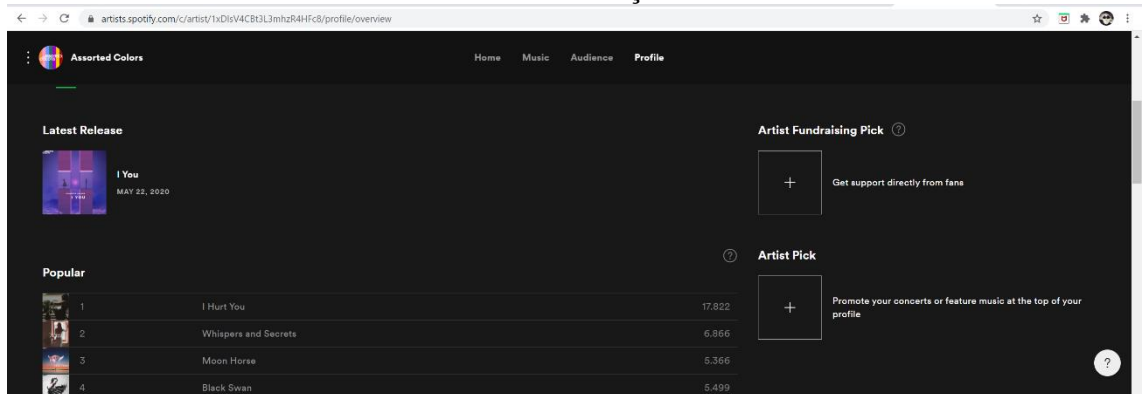 artists.spotify.com/c/artist/1xDIsV4CBt3L3mhzR4HFc8/profile/overview
Assorted Colors
Home Music Audience Profile
Latest Release
I You
MAY 22, 2020
I YOU
Artist Fundraising Pick ?
+ Get support directly from fans
?
Popular
1 I Hurt You 17.822
2 Whispers and Secrets 6.866
3 Moon Horse 5.366
4 Black Swan 5.499
Artist Pick
+ Promote your concerts or feature music at the top of your
profile
?